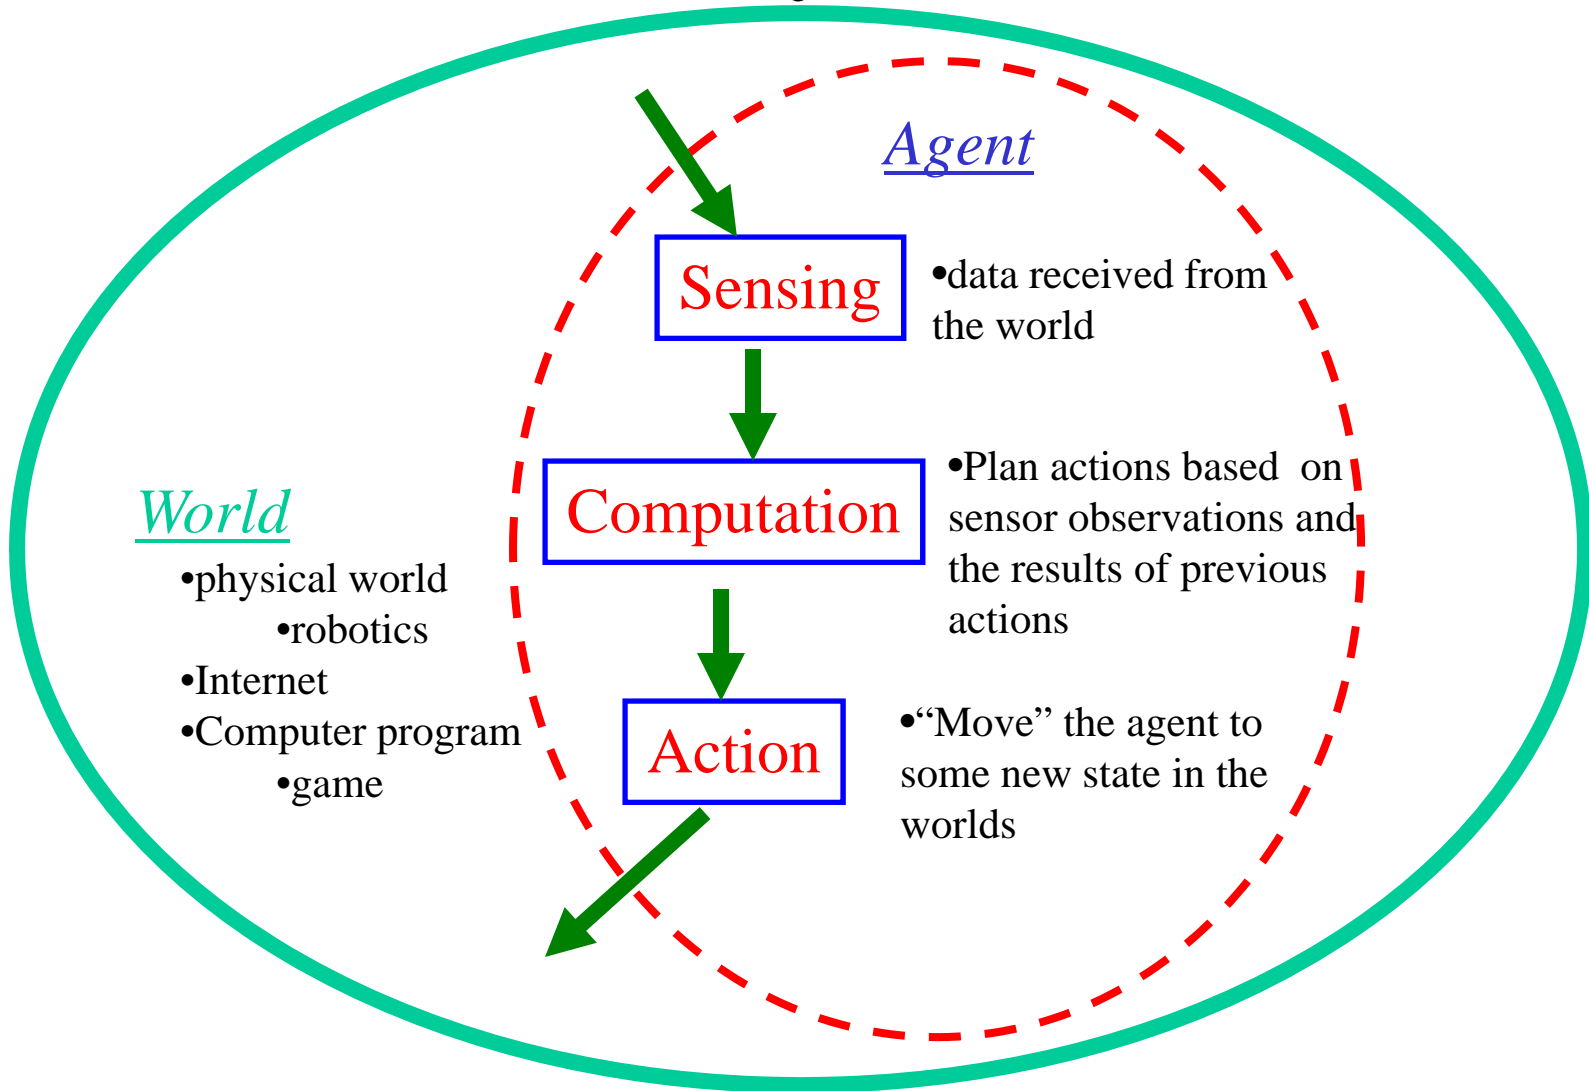 Agent
Sensing
•data received from
the world
Computation
•Plan actions based  on
sensor observations and
the results of previous
actions
World
•physical world
•robotics
•Internet
•Computer program
•game
Action
•“Move” the agent to
some new state in the
worlds